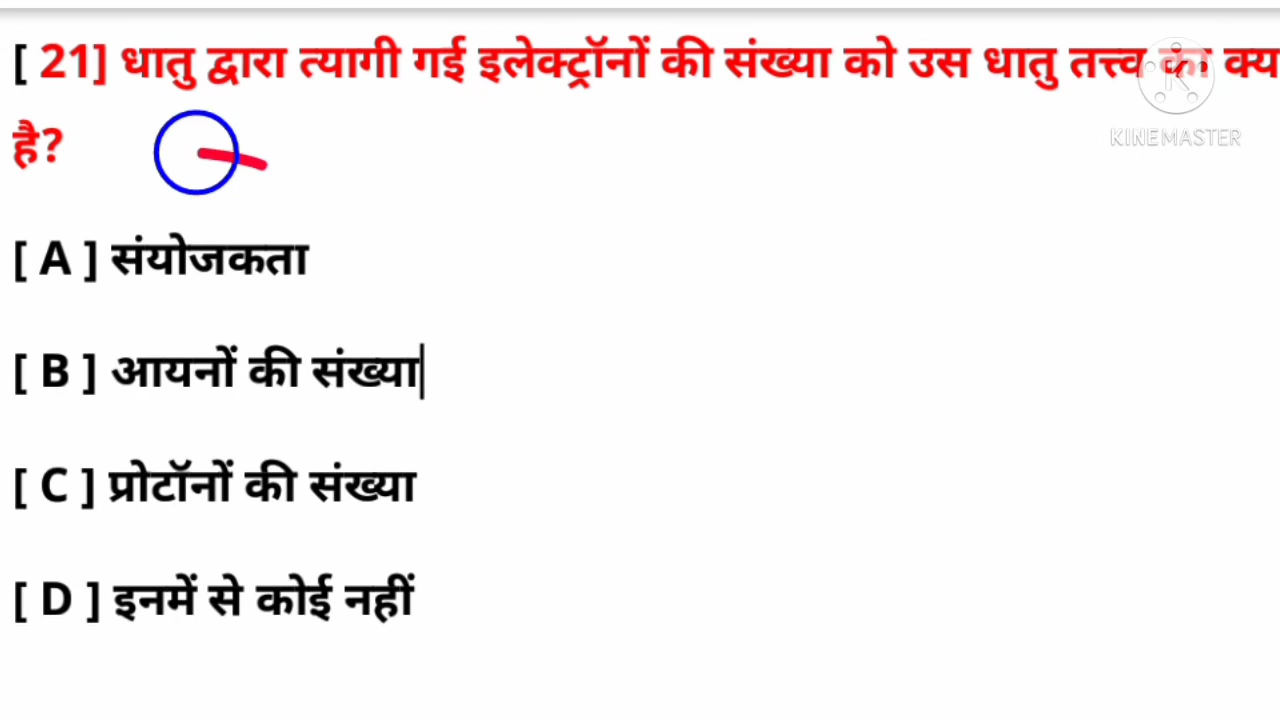 [ 21] धातु द्वारा त्यागी गई इलेक्ट्रॉनों की संख्या को उस धातु तत्त्व का क्य
है?
KINEMASTER
[ A ] संयोजकता
[ B ] आयनों की संख्या
[ C ] प्रोटॉनों की संख्या
[ D ] इनमें से कोई नहीं